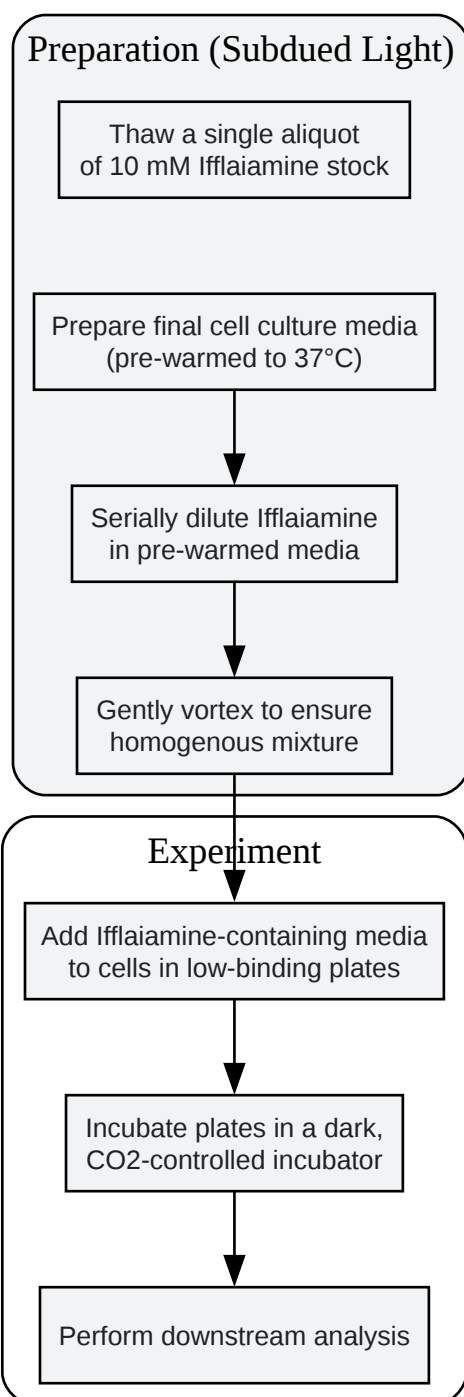 Preparation (Subdued Light)
Thaw a single aliquot
of 10 mM Ifflaiamine stock
Prepare final cell culture media
(pre-warmed to 37°C)
Serially dilute Ifflaiamine
in pre-warmed media
Gently vortex to ensure
homogenous mixture
Experiment
Add Ifflaiamine-containing media
to cells in low-binding plates
Incubate plates in a dark,
CO2-controlled incubator
Perform downstream analysis